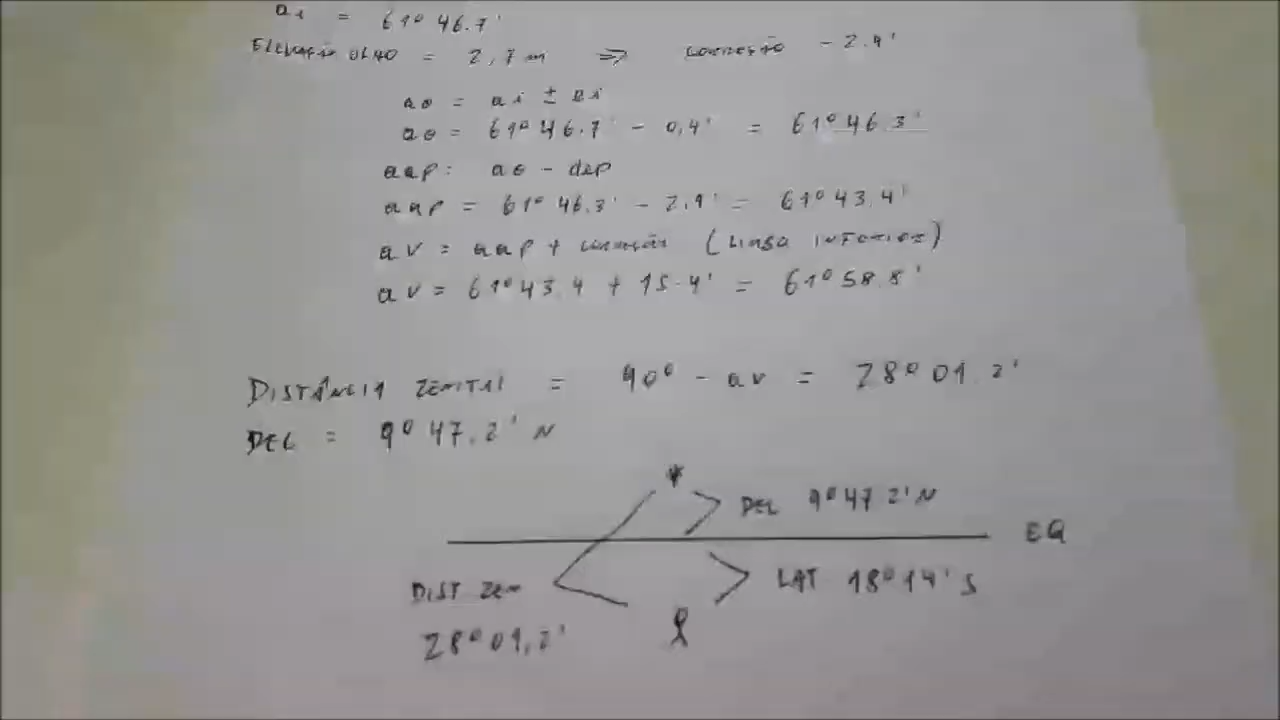 ai = 61° 46.7'
ELEVAÇÃO OLHO = 2,7 m ⇒ CORREÇÃO - 2.9'
ao = ai ± ei
ao = 61° 46.7' - 0,4' = 61° 46.3'
aap: ao - dep
aap = 61° 46.3' - 2.9' = 61° 43.4'
av = aap + CORREÇÃO (LIMBO INFERIOR)
av = 61° 43.4 + 15.4' = 61° 58.8'
DISTÂNCIA ZENITAL = 90° - av = 28° 01.2'
DEL = 9° 47.2' N
DEL 9° 47 2' N
EQ
DIST ZEN LAT 18° 14' S
28° 01,2'